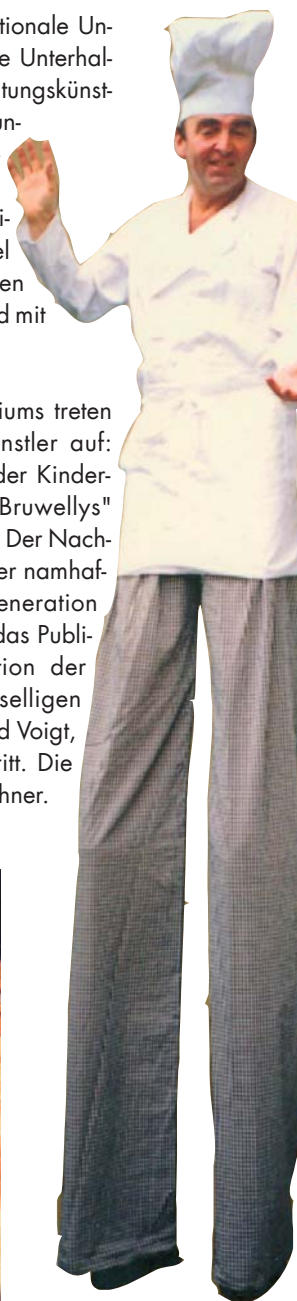 tionale Un-
e Unterhal-
tungskünst-
un-
i-
el
en
d mit
iums treten
nstler auf:
der Kinder-
Bruwellys"
Der Nach-
er namhaf-
eneration
das Publi-
ion der
selligen
d Voigt,
ritt. Die
hner.